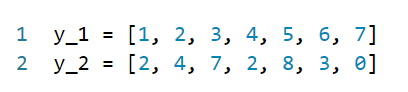 1 y_1 = [1, 2, 3, 4, 5, 6, 7]
2 y_2 = [2, 4, 7, 2, 8, 3, 0]